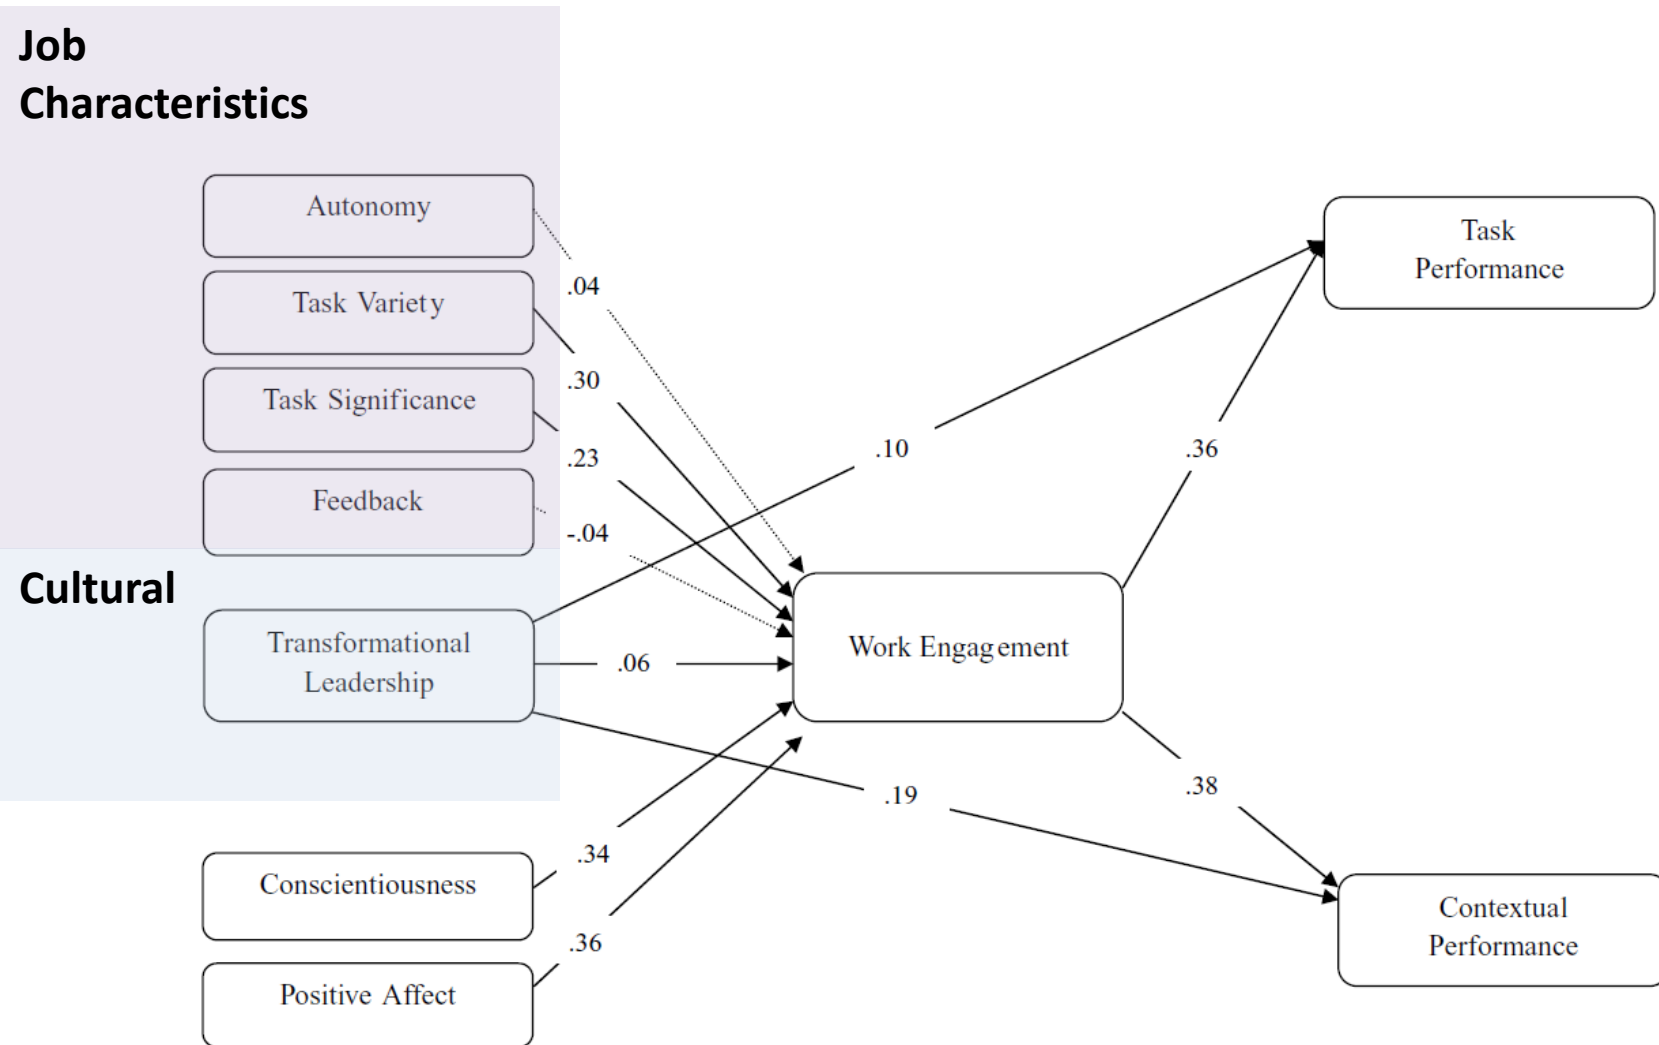 Job
Characteristics
Autonomy
.04
Task Variety
.30
Task Significance
.23
Feedback
-.04
Cultural
Transformational
Leadership
.06
.10
.19
Conscientiousness
.34
Positive Affect
.36
Work Engagement
.36
.38
Task
Performance
Contextual
Performance